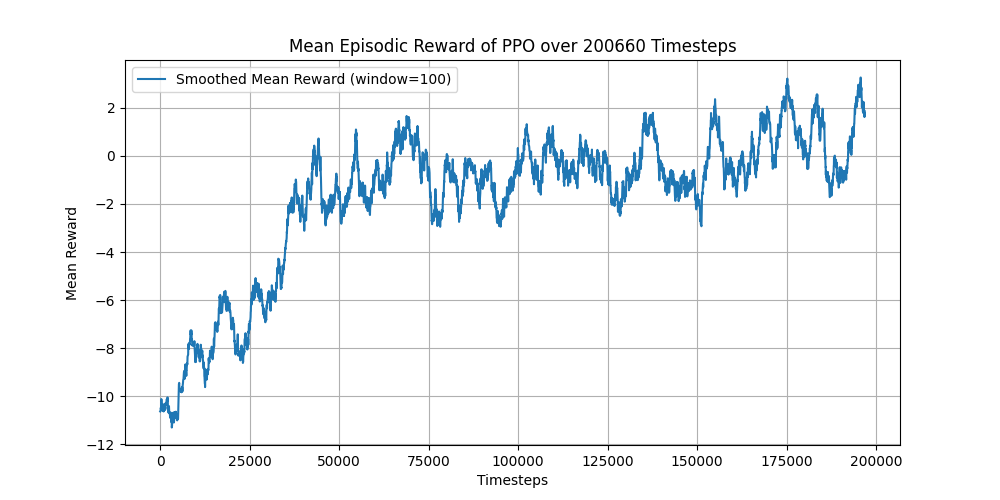 Mean Episodic Reward of PPO over 200660 Timesteps
Smoothed Mean Reward (window=100)
2
0
−2
−4
−6
−8
−10
−12
Mean Reward
0 25000 50000 75000 100000 125000 150000 175000 200000
Timesteps